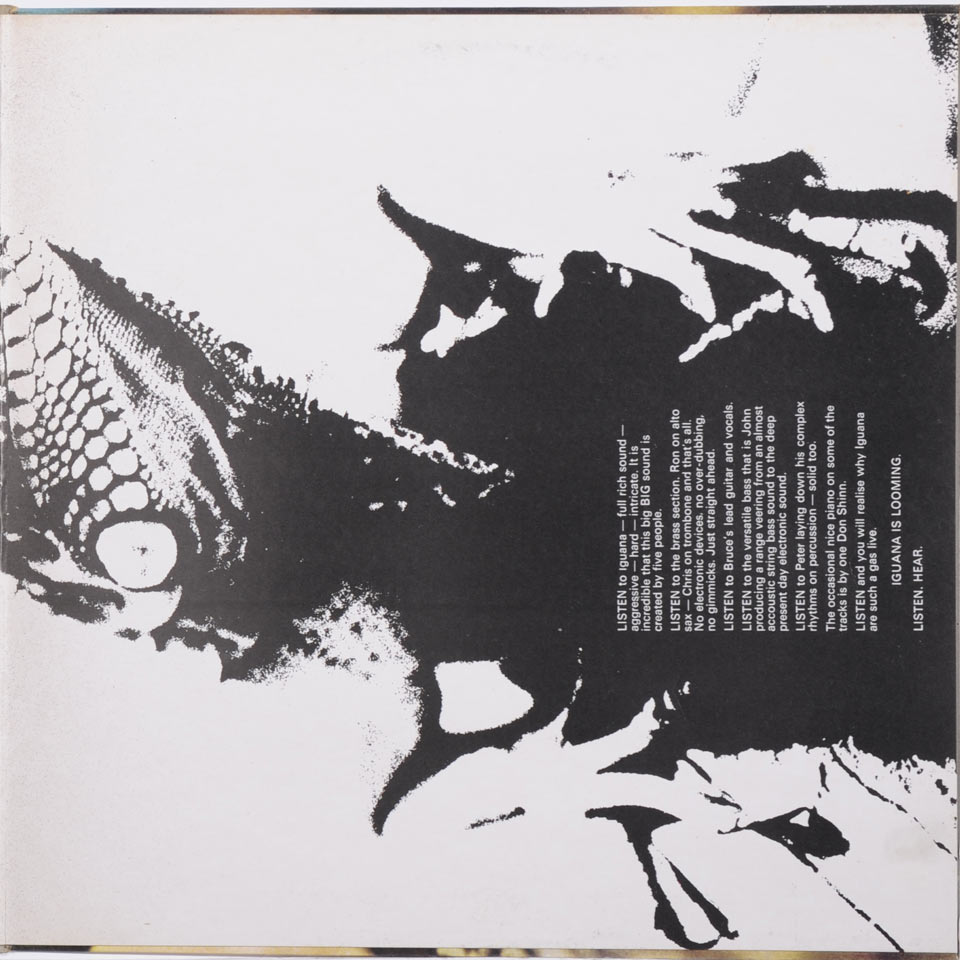 LISTEN to Iguana — full rich sound —
aggressive — hard — intricate. It is
incredible that this big BIG sound is
created by five people.
LISTEN to the brass section. Ron on alto
sax — Chris on trombone and that's all.
No electronic devices, no over-dubbing,
no gimmicks. Just straight ahead.
LISTEN to Bruce's lead guitar and vocals.
LISTEN to the versatile bass that is John
producing a range veering from an almost
accoustic string bass sound to the deep
present day electronic sound.
LISTEN to Peter laying down his complex
rhythms on percussion — solid too.
The occasional nice piano on some of the
tracks is by one Don Shinn.
LISTEN and you will realise why Iguana
are such a gas live.
IGUANA IS LOOMING.
LISTEN. HEAR.